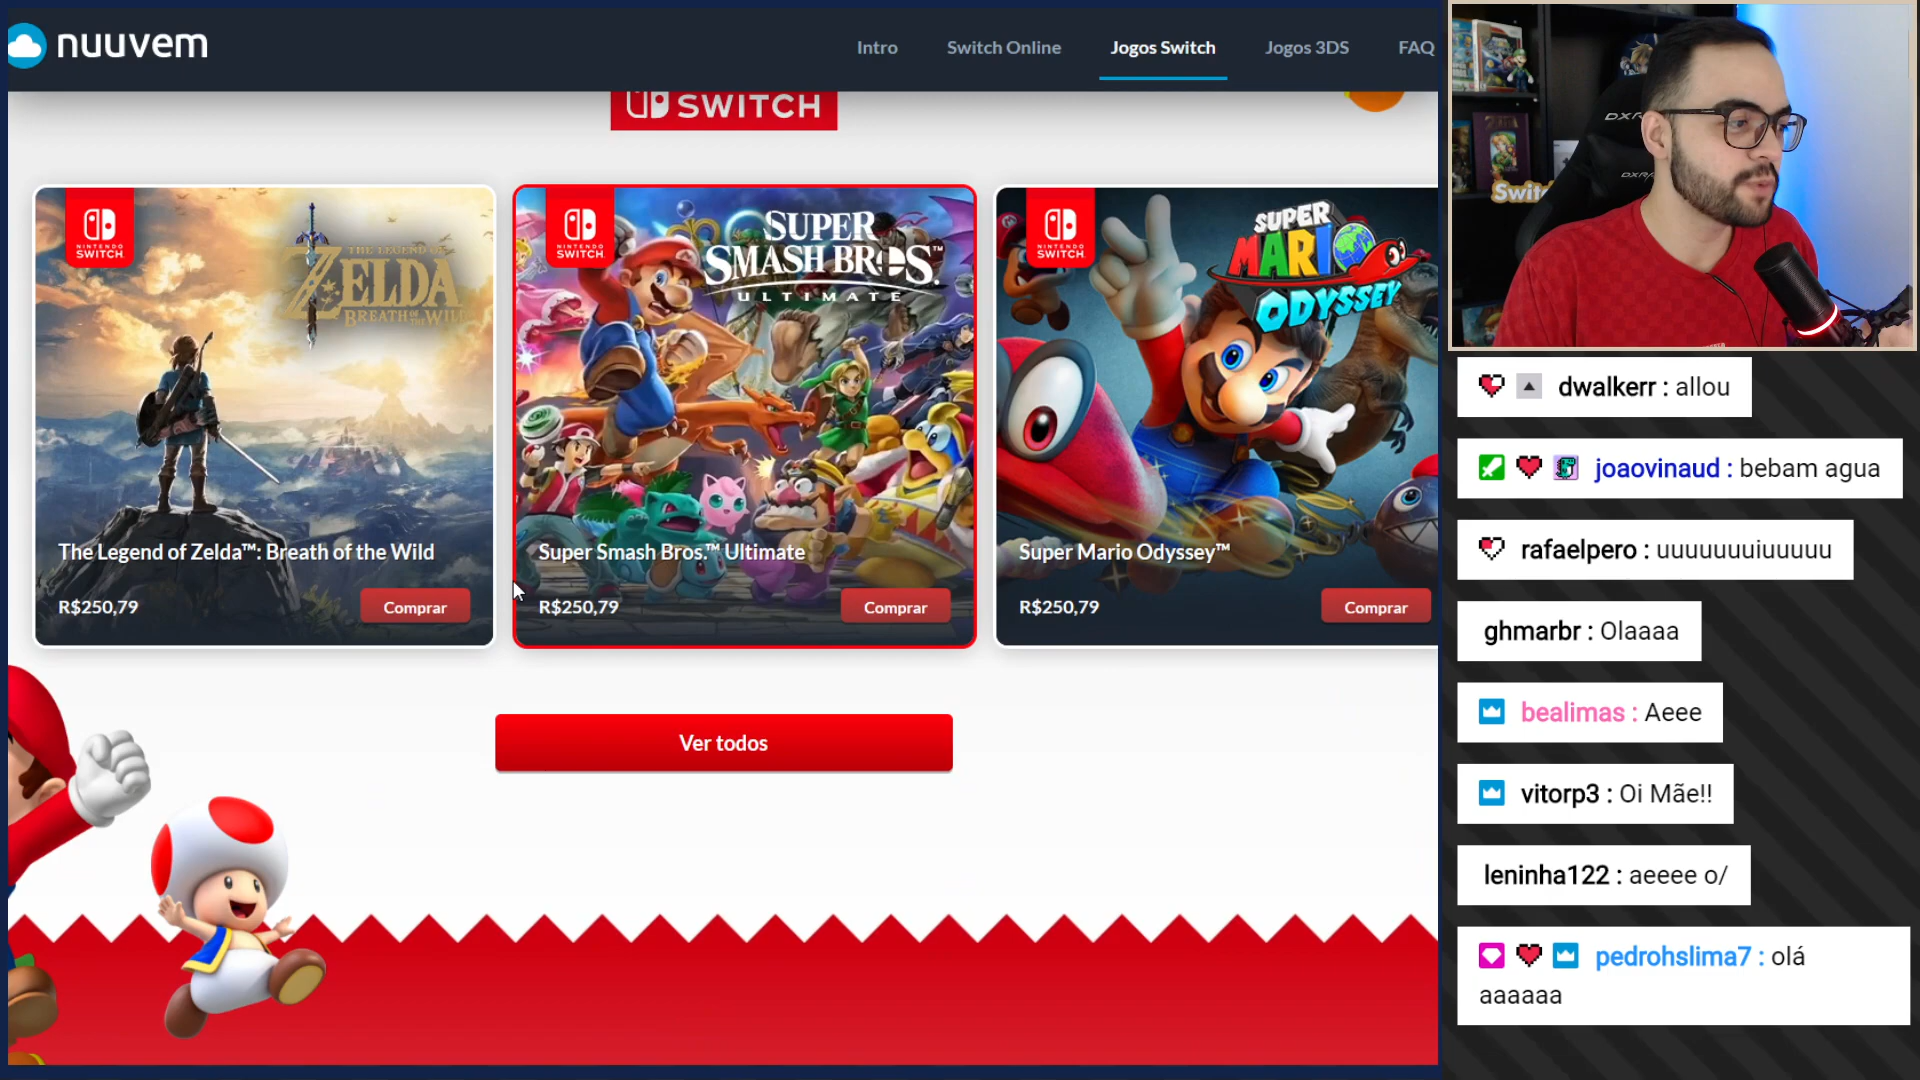 nuuvem
Intro
Switch Online
Jogos Switch
Jogos 3DS
FAQ
SWITCH
NINTENDO
SWITCH
THE LEGEND OF
ZELDA
BREATH OF THE WILD
The Legend of Zelda™: Breath of the Wild
R$250,79
Comprar
NINTENDO
SWITCH
SUPER
SMASH BROS.™
ULTIMATE
Super Smash Bros.™ Ultimate
R$250,79
Comprar
NINTENDO
SWITCH
SUPER
MARIO
ODYSSEY
Super Mario Odyssey™
R$250,79
Comprar
Ver todos
DXR
DXR
Swit
dwalkerr : allou
joaovinaud : bebam agua
rafaelpero : uuuuuuuiuuuuu
ghmarbr : Olaaaa
bealimas : Aeee
vitorp3 : Oi Mãe!!
leninha122 : aeeee o/
pedrohslima7 : olá
aaaaaa